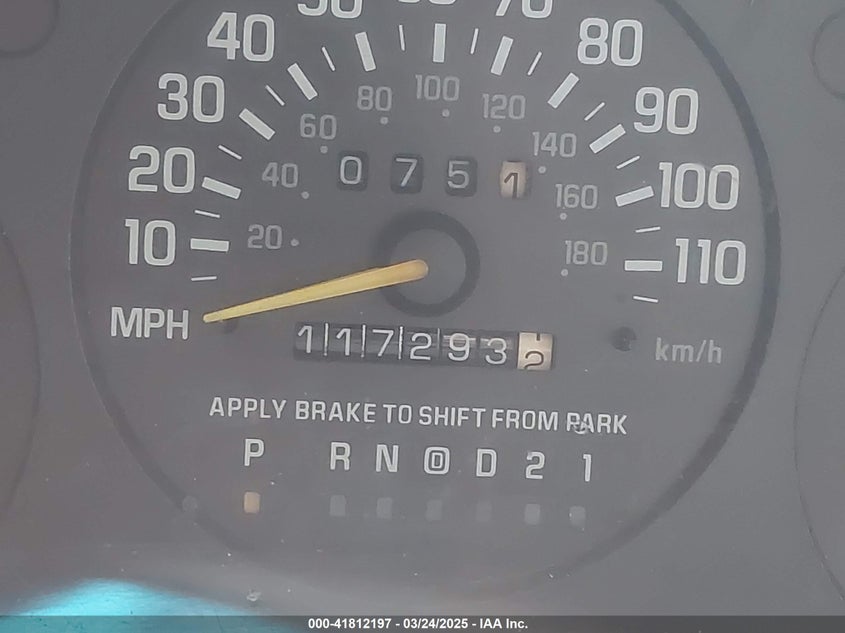 50 60 70
40 80
30 90
20 100
10 110
MPH km/h
80 100 120
60 140
40 160
20 180
0 7 5 1
1 1 7 2 9 3 2
APPLY BRAKE TO SHIFT FROM PARK
P R N D D 2 1
000-41812197 - 03/24/2025 - IAA Inc.